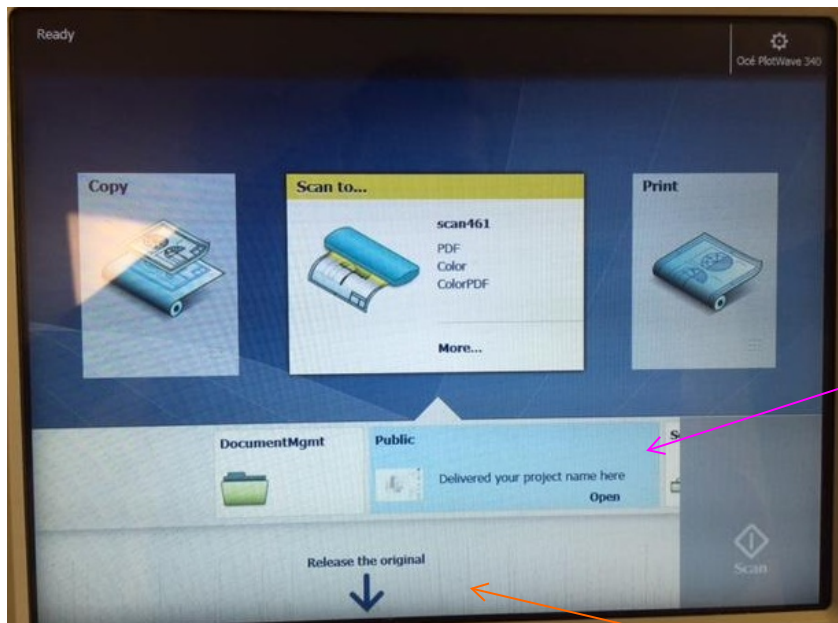 Ready
Océ PlotWave 340
Copy
Scan to...
scan461
PDF
Color
ColorPDF
More...
Print
DocumentMgmt
Public
Delivered your project name here
Open
Release the original
Scan